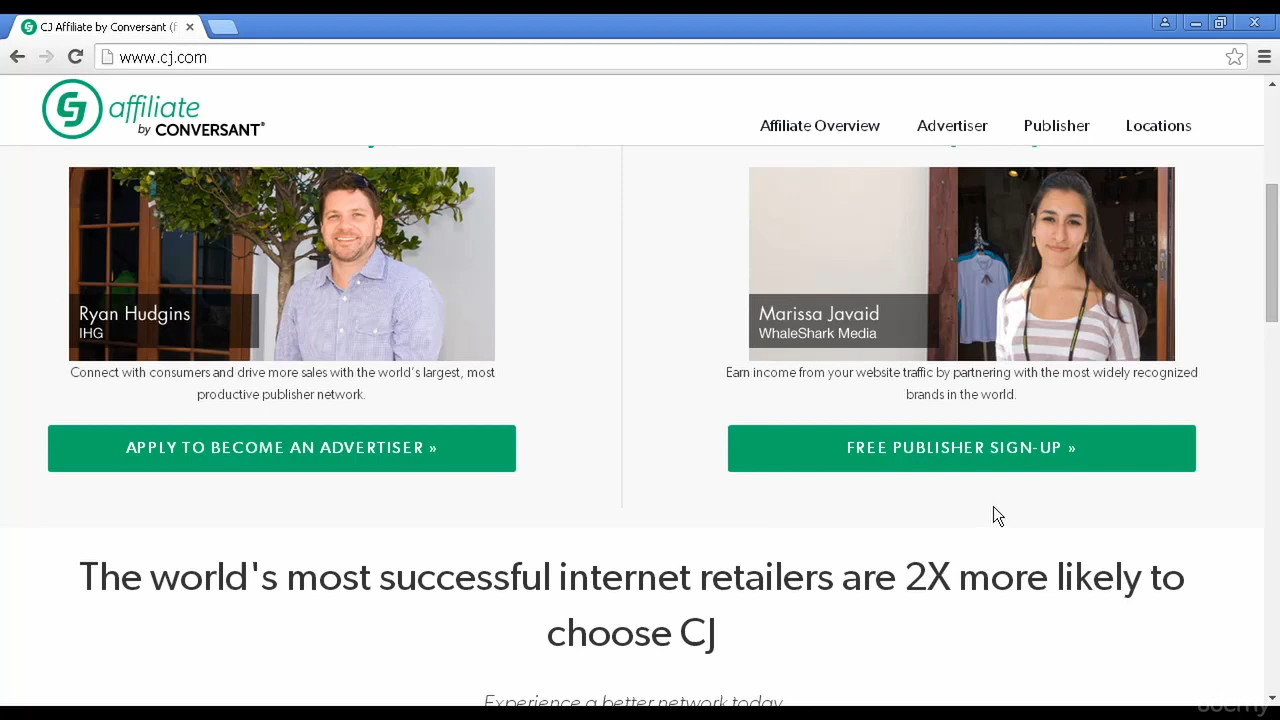 CJ Affiliate by Conversant (f
www.cj.com
affiliate
by CONVERSANT
Affiliate Overview
Advertiser
Publisher
Locations
Ryan Hudgins
IHG
Connect with consumers and drive more sales with the world's largest, most
productive publisher network.
APPLY TO BECOME AN ADVERTISER »
Marissa Javaid
WhaleShark Media
Earn income from your website traffic by partnering with the most widely recognized
brands in the world.
FREE PUBLISHER SIGN-UP »
The world's most successful internet retailers are 2X more likely to
choose CJ
Experience a better network today